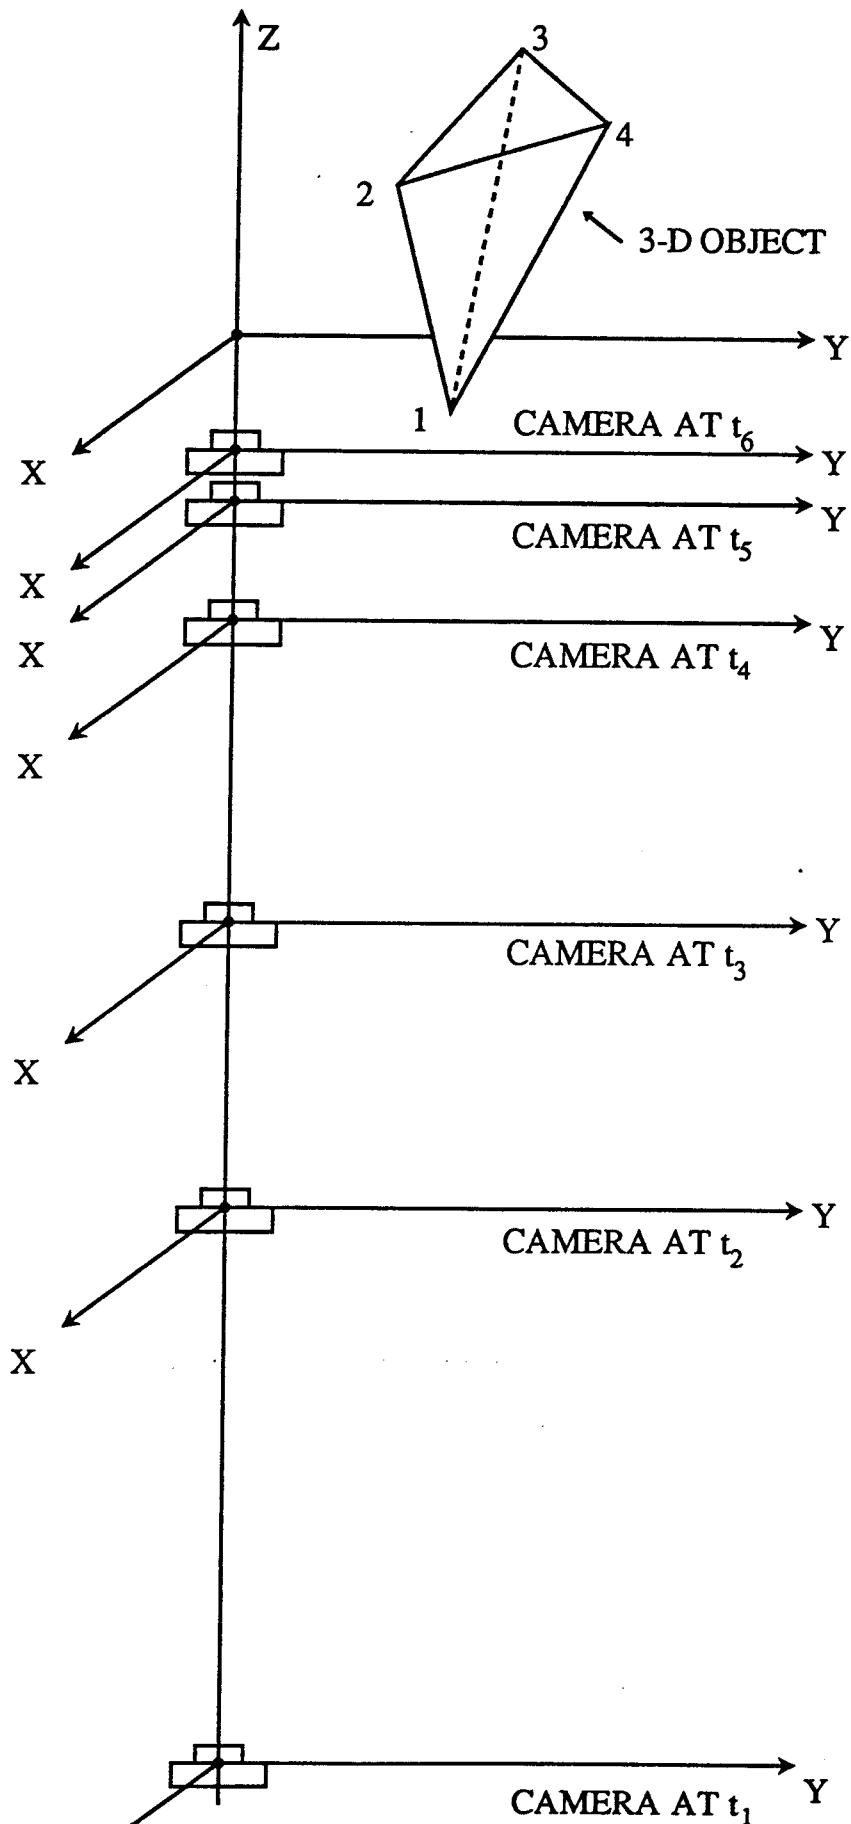 Z
3
4
2
3-D OBJECT
Y
1
CAMERA AT t6
X
Y
Y
CAMERA AT t5
X
X
Y
CAMERA AT t4
X
Y
CAMERA AT t3
X
Y
CAMERA AT t2
X
Y
CAMERA AT t1